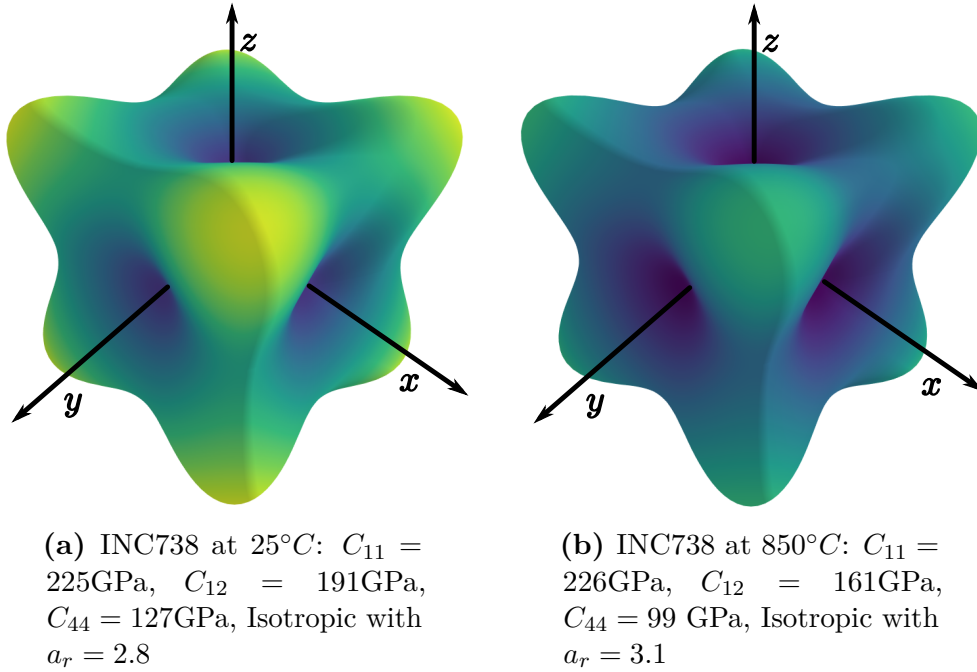 z
y
x
z
y
x
(a) INC738 at 25°C: C₁₁ =
225GPa, C₁₂ = 191GPa,
C₄₄ = 127GPa, Isotropic with
aᵣ = 2.8
(b) INC738 at 850°C: C₁₁ =
226GPa, C₁₂ = 161GPa,
C₄₄ = 99 GPa, Isotropic with
aᵣ = 3.1